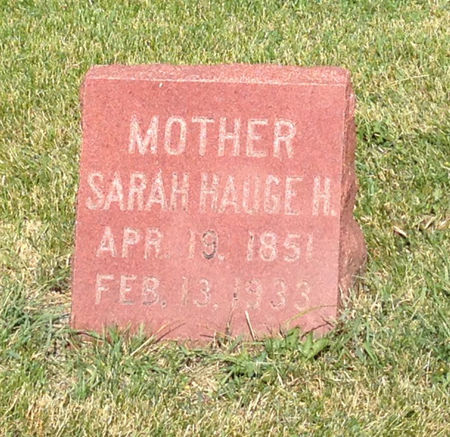 MOTHER
SARAH HAUGE H.
APR. 19. 1851
FEB. 13, 1933